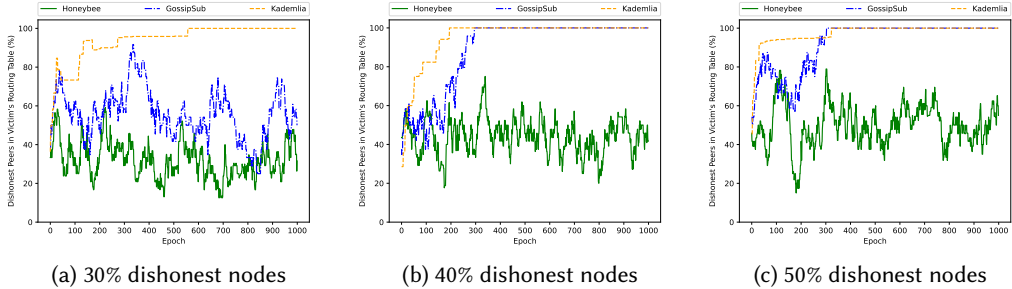 Honeybee GossipSub Kademlia
Dishonest Peers in Victim's Routing Table (%)
100
80
60
40
20
0
0 100 200 300 400 500 600 700 800 900 1000
Epoch
(a) 30% dishonest nodes
Honeybee GossipSub Kademlia
Dishonest Peers in Victim's Routing Table (%)
100
80
60
40
20
0
0 100 200 300 400 500 600 700 800 900 1000
Epoch
(b) 40% dishonest nodes
Honeybee GossipSub Kademlia
Dishonest Peers in Victim's Routing Table (%)
100
80
60
40
20
0
0 100 200 300 400 500 600 700 800 900 1000
Epoch
(c) 50% dishonest nodes